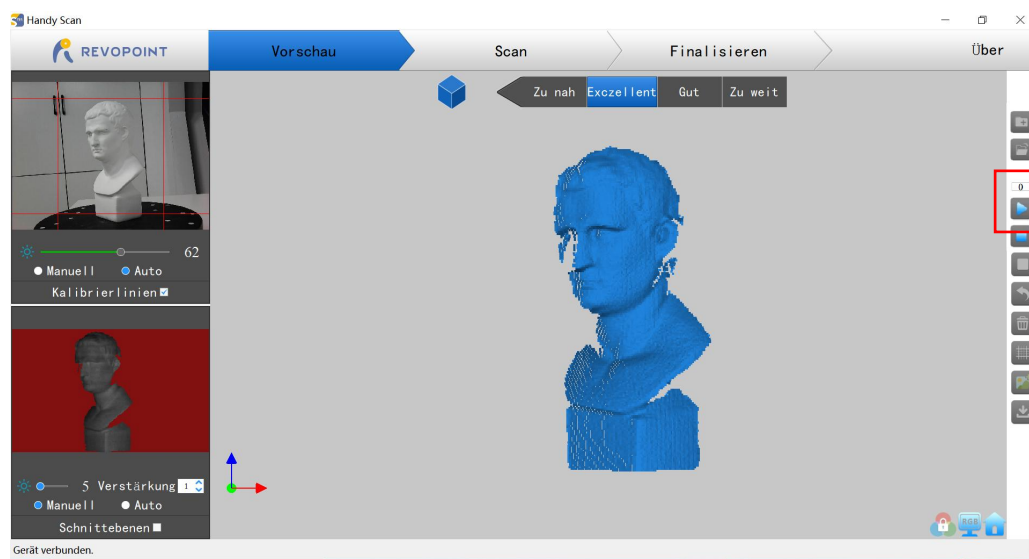 Handy Scan
REVOPOINT
Vorschau
Scan
Finalisieren
Über
Zu nah
Exczellent
Gut
Zu weit
0
62
Manuell
Auto
Kalibrierlinien
5 Verstärkung 1
Manuell
Auto
Schnittebenen
RGB
Gerät verbunden.